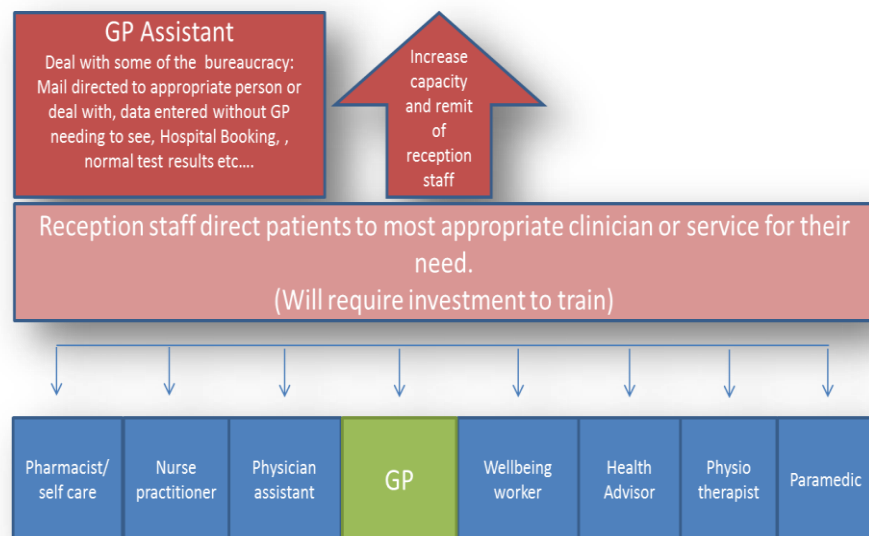 GP Assistant
Deal with some of the bureaucracy:
Mail directed to appropriate person or
deal with, data entered without GP
needing to see, Hospital Booking, ,
normal test results etc....
Increase
capacity
and remit
of
reception
staff
Reception staff direct patients to most appropriate clinician or service for their
need.
(Will require investment to train)
Pharmacist/
self care
Nurse
practitioner
Physician
assistant
GP
Wellbeing
worker
Health
Advisor
Physio
therapist
Paramedic